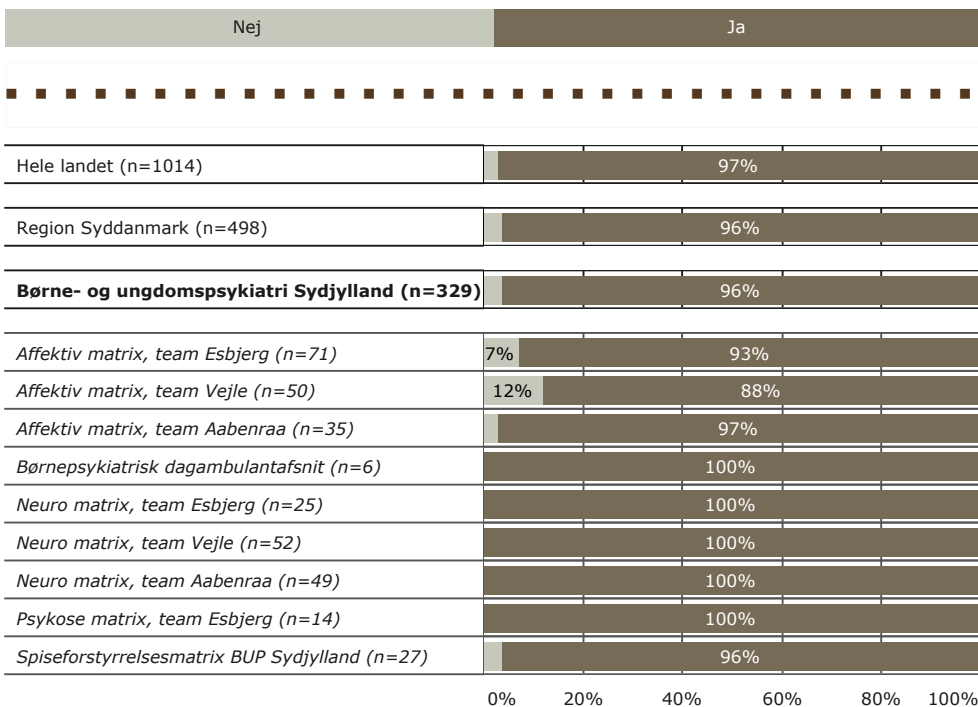 Nej Ja
Hele landet (n=1014) 97%
Region Syddanmark (n=498) 96%
Børne- og ungdomspsykiatri Sydjylland (n=329) 96%
Affektiv matrix, team Esbjerg (n=71) 7% 93%
Affektiv matrix, team Vejle (n=50) 12% 88%
Affektiv matrix, team Aabenraa (n=35) 97%
Børnepsykiatrisk dagambulantafsnit (n=6) 100%
Neuro matrix, team Esbjerg (n=25) 100%
Neuro matrix, team Vejle (n=52) 100%
Neuro matrix, team Aabenraa (n=49) 100%
Psykose matrix, team Esbjerg (n=14) 100%
Spiseforstyrrelsesmatrix BUP Sydjylland (n=27) 96%
0% 20% 40% 60% 80% 100%